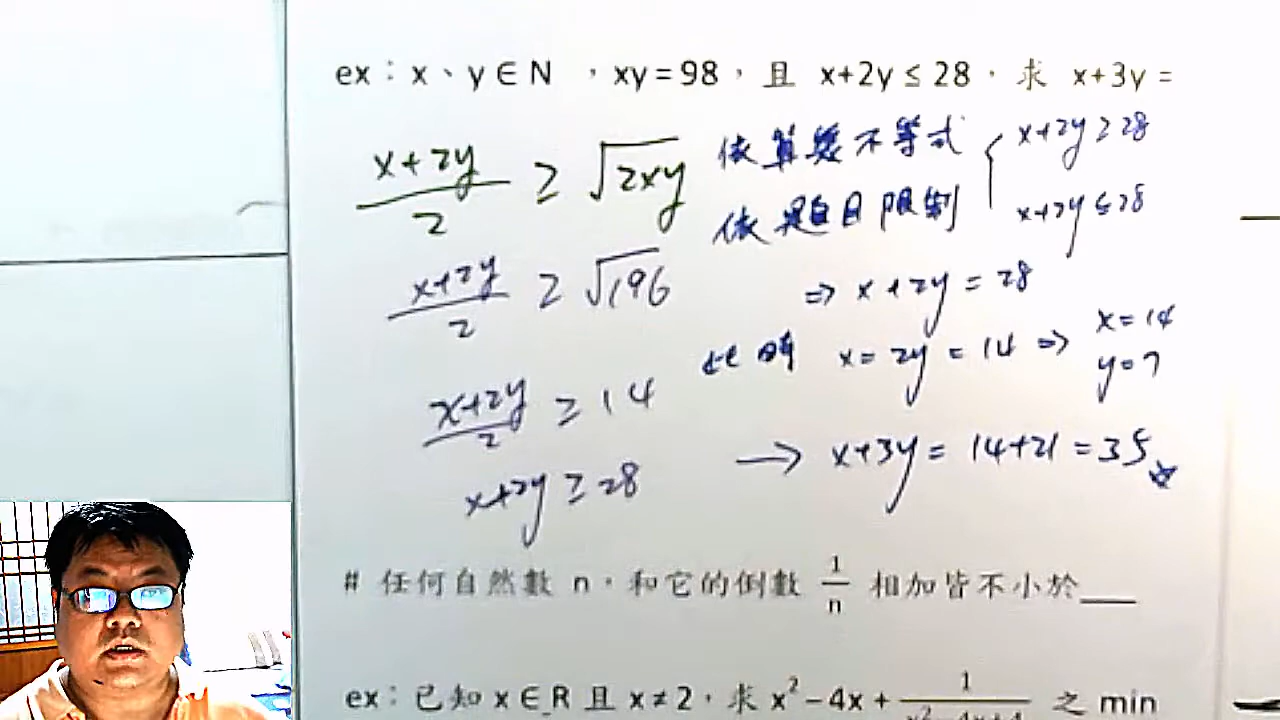 ex：x、y∈N ，xy=98，且 x+2y≤28．求 x+3y =
x+2y/2 ≥ √2xy
依算幾不等式 x+2y≥28
依題目限制 x+2y≤28
x+2y/2 ≥ √196
⇒ x+2y=28
此時 x=2y=14 ⇒ x=14
y=7
x+2y/2 ≥ 14
→ x+3y= 14+21=35
x+2y ≥ 28
# 任何自然數 n，和它的倒數 1/n 相加皆不小於___
ex：已知 x∈R 且 x≠2，求 x²−4x+ 1/x²−4x+4 之 min